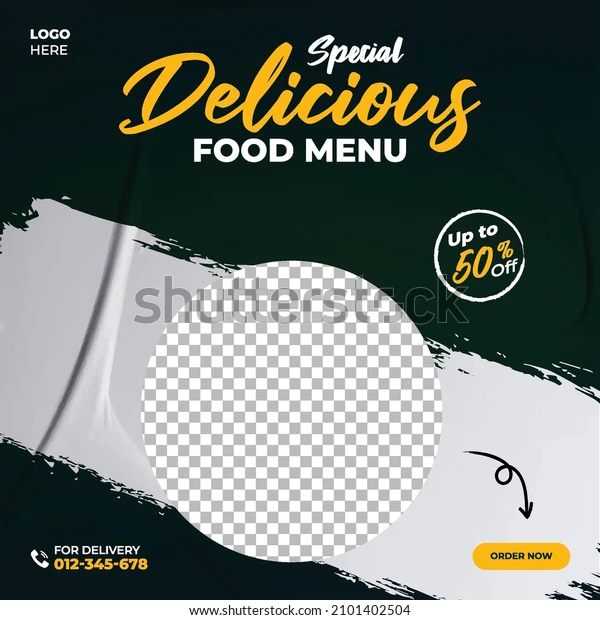 LOGO
HERE
Special
Delicious
FOOD MENU
Up to
50% Off
shutterstock
FOR DELIVERY
012-345-678
ORDER NOW
www.shutterstock.com · 2101402504